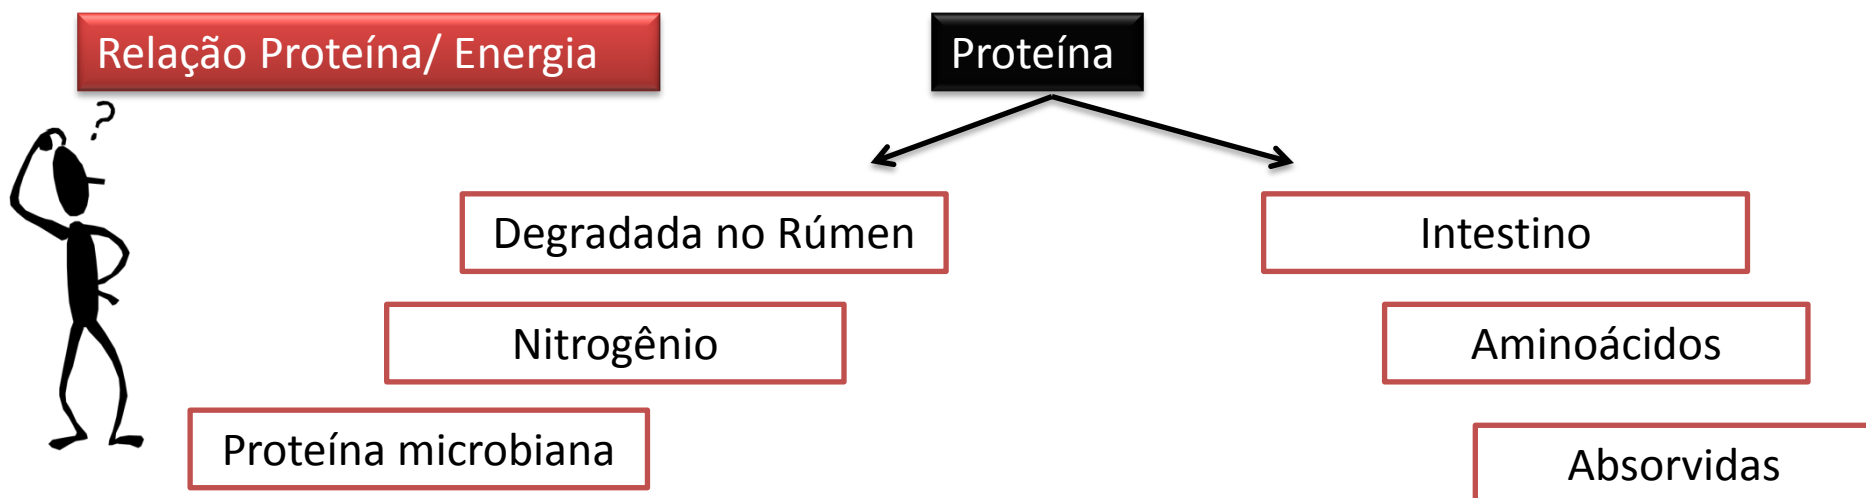 Relação Proteína/ Energia
Proteína
?
Degradada no Rúmen
Intestino
Nitrogênio
Aminoácidos
Proteína microbiana
Absorvidas